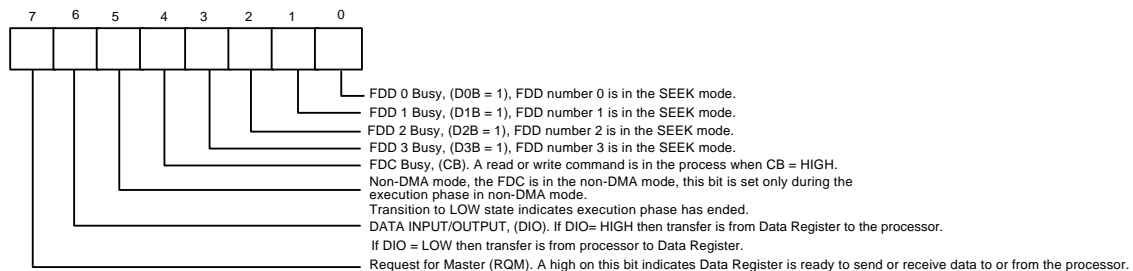 7 6 5 4 3 2 1 0
FDD 0 Busy, (D0B = 1), FDD number 0 is in the SEEK mode.
FDD 1 Busy, (D1B = 1), FDD number 1 is in the SEEK mode.
FDD 2 Busy, (D2B = 1), FDD number 2 is in the SEEK mode.
FDD 3 Busy, (D3B = 1), FDD number 3 is in the SEEK mode.
FDC Busy, (CB). A read or write command is in the process when CB = HIGH.
Non-DMA mode, the FDC is in the non-DMA mode, this bit is set only during the
execution phase in non-DMA mode.
Transition to LOW state indicates execution phase has ended.
DATA INPUT/OUTPUT, (DIO). If DIO= HIGH then transfer is from Data Register to the processor.
If DIO = LOW then transfer is from processor to Data Register.
Request for Master (RQM). A high on this bit indicates Data Register is ready to send or receive data to or from the processor.